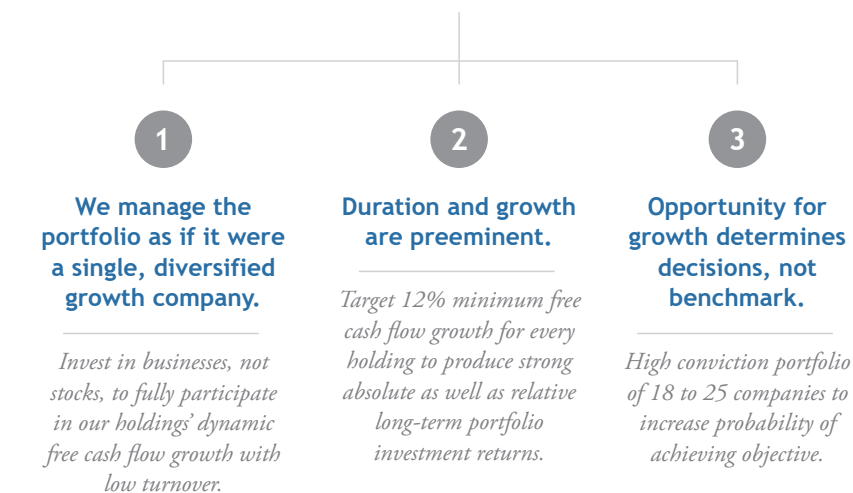 1
We manage the
portfolio as if it were
a single, diversified
growth company.
Invest in businesses, not
stocks, to fully participate
in our holdings’ dynamic
free cash flow growth with
low turnover.
2
Duration and growth
are preeminent.
Target 12% minimum free
cash flow growth for every
holding to produce strong
absolute as well as relative
long-term portfolio
investment returns.
3
Opportunity for
growth determines
decisions, not
benchmark.
High conviction portfolio
of 18 to 25 companies to
increase probability of
achieving objective.